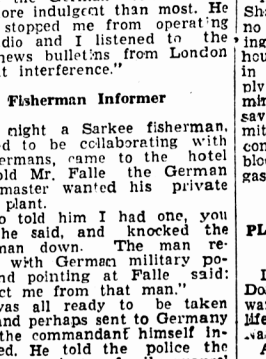 ore indulgent than most. He
stopped me from operating
dio and I listened to the
news bulletins from London
t interference."
Fisherman Informer
night a Sarkee fisherman,
d to be collaborating with
ermans, came to the hotel
old Mr. Falle the German
master wanted his private
plant.
o told him I had one, you
he said, and knocked the
man down. The man re-
with German military po-
nd pointing at Falle said:
ct me from that man."
was all ready to be taken
and perhaps sent to Germany
the commandant himself in-
ed. He told the police the
Sha
no
ing
hou
in
ply
min
sav
mit
con
blo
gas
PL
I
Do
wa
life
wa